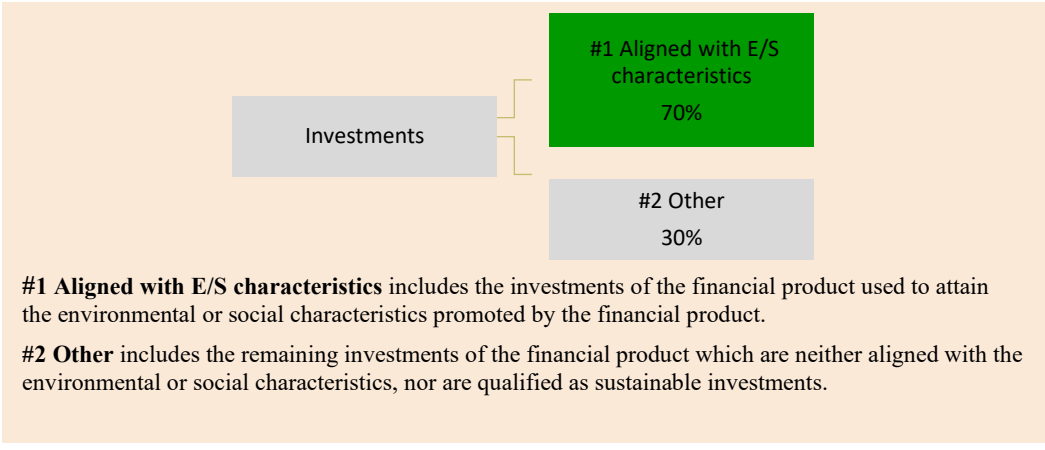 Investments
#1 Aligned with E/S
characteristics
70%
#2 Other
30%
#1 Aligned with E/S characteristics includes the investments of the financial product used to attain
the environmental or social characteristics promoted by the financial product.
#2 Other includes the remaining investments of the financial product which are neither aligned with the
environmental or social characteristics, nor are qualified as sustainable investments.